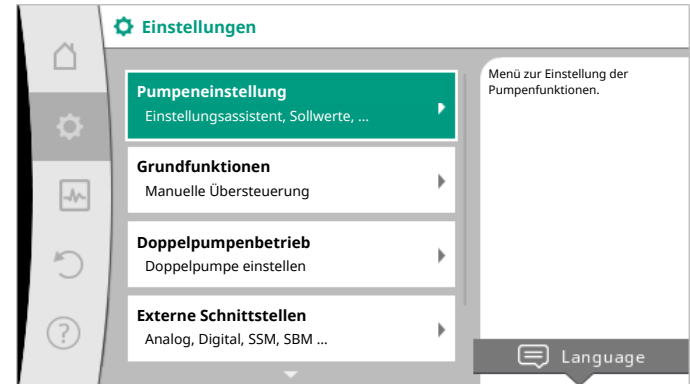 Einstellungen
Pumpeneinstellung
Einstellungsassistent, Sollwerte, ...
Grundfunktionen
Manuelle Übersteuerung
Doppelpumpenbetrieb
Doppelpumpe einstellen
Externe Schnittstellen
Analog, Digital, SSM, SBM ...
Menü zur Einstellung der
Pumpenfunktionen.
Language